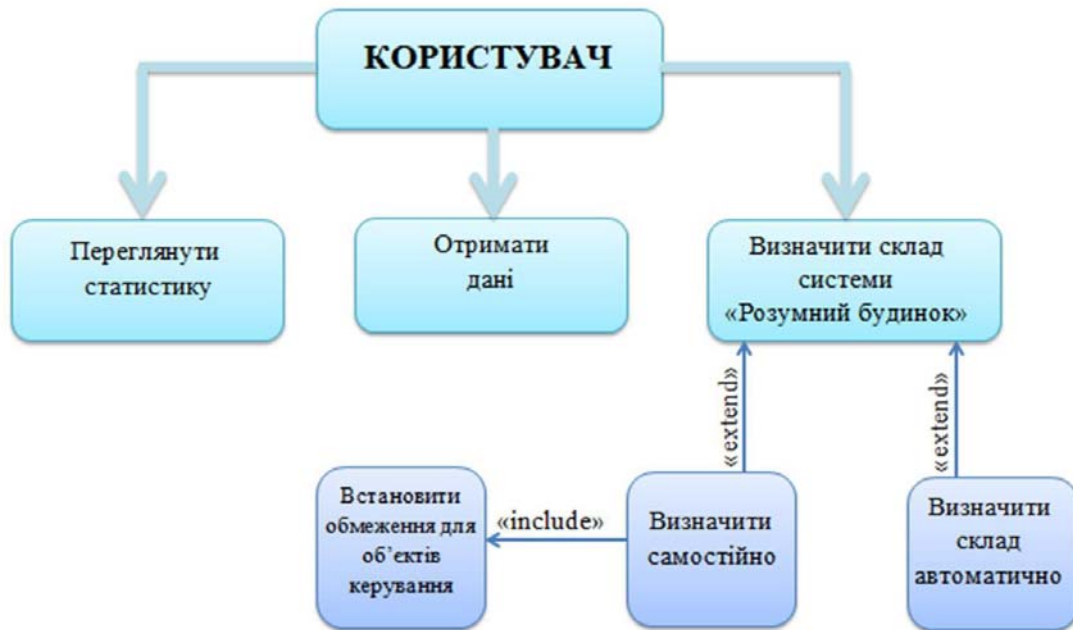 КОРИСТУВАЧ
Переглянути
статистику
Отримати
дані
Визначити склад
системи
«Розумний будинок»
«extend»
«extend»
Встановити
обмеження для
об’єктів
керування
«include»
Визначити
самостійно
Визначити
склад
автоматично